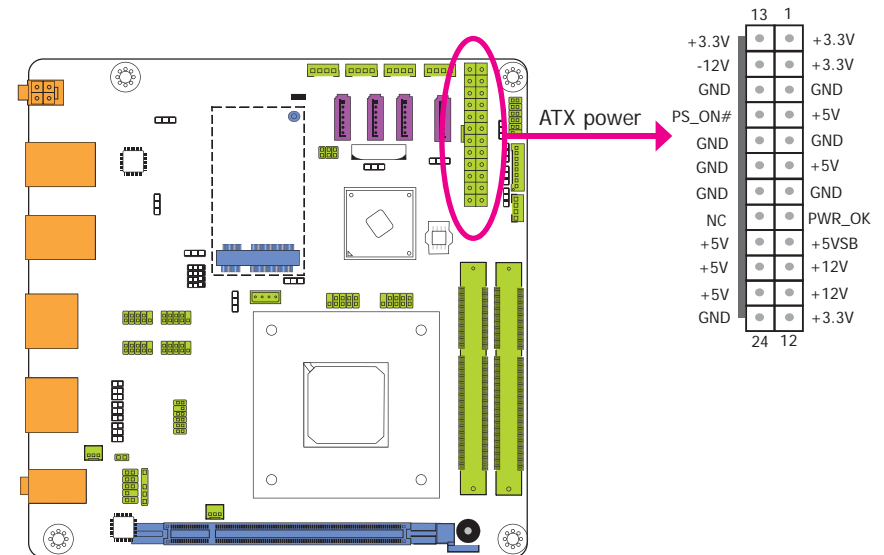 13 1
+3.3V +3.3V
-12V +3.3V
GND GND
ATX power
PS_ON# +5V
GND GND
GND +5V
GND GND
NC PWR_OK
+5V +5VSB
+5V +12V
+5V +12V
GND +3.3V
24 12